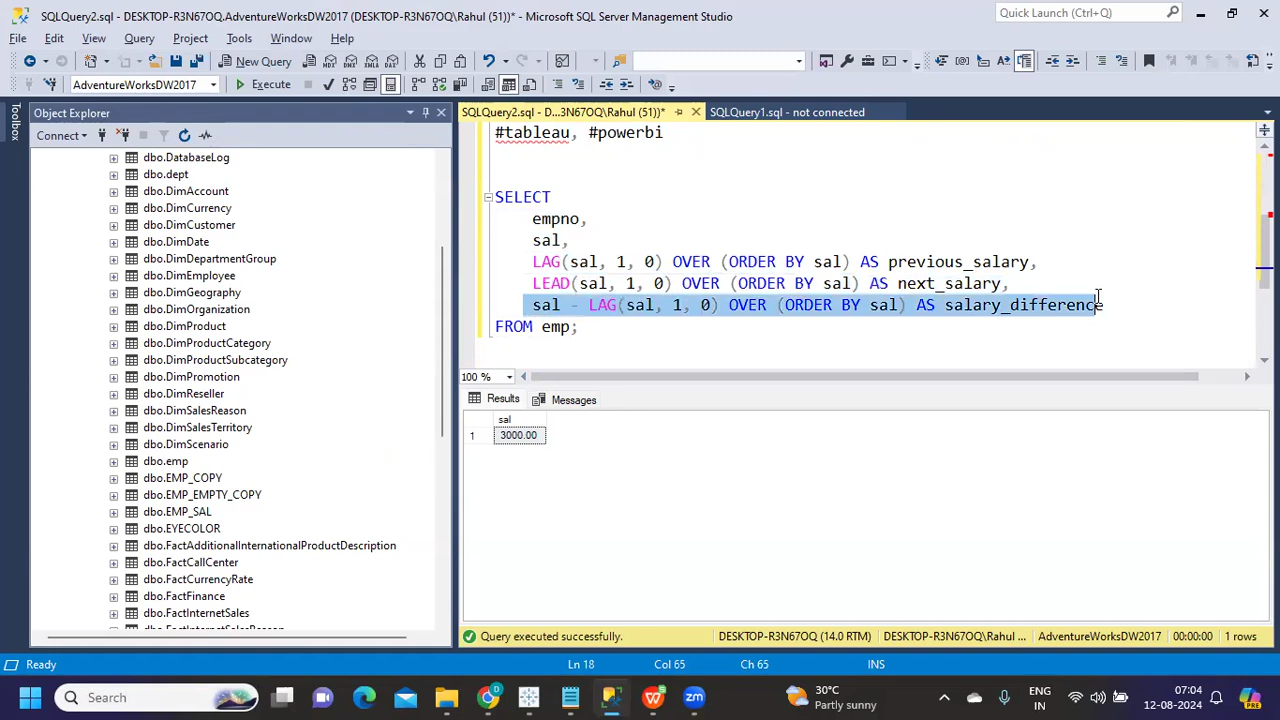 SQLQuery2.sql - DESKTOP-R3N67OQ.AdventureWorksDW2017 (DESKTOP-R3N67OQ\Rahul (51))* - Microsoft SQL Server Management Studio
Quick Launch (Ctrl+Q)
File Edit View Query Project Tools Window Help
New Query
AdventureWorksDW2017
Execute
Toolbox
Object Explorer
SQLQuery2.sql - D...3N67OQ\Rahul (51))*
SQLQuery1.sql - not connected
Connect
dbo.DatabaseLog
dbo.dept
dbo.DimAccount
dbo.DimCurrency
dbo.DimCustomer
dbo.DimDate
dbo.DimDepartmentGroup
dbo.DimEmployee
dbo.DimGeography
dbo.DimOrganization
dbo.DimProduct
dbo.DimProductCategory
dbo.DimProductSubcategory
dbo.DimPromotion
dbo.DimReseller
dbo.DimSalesReason
dbo.DimSalesTerritory
dbo.DimScenario
dbo.emp
dbo.EMP_COPY
dbo.EMP_EMPTY_COPY
dbo.EMP_SAL
dbo.EYECOLOR
dbo.FactAdditionalInternationalProductDescription
dbo.FactCallCenter
dbo.FactCurrencyRate
dbo.FactFinance
dbo.FactInternetSales
dbo.FactInternetSalesReason
#tableau, #powerbi
SELECT
empno,
sal,
LAG(sal, 1, 0) OVER (ORDER BY sal) AS previous_salary,
LEAD(sal, 1, 0) OVER (ORDER BY sal) AS next_salary,
sal - LAG(sal, 1, 0) OVER (ORDER BY sal) AS salary_difference
FROM emp;
100 %
Results Messages
sal
1 3000.00
Query executed successfully.
DESKTOP-R3N67OQ (14.0 RTM)
DESKTOP-R3N67OQ\Rahul ...
AdventureWorksDW2017
00:00:00
1 rows
Ready
Ln 18
Col 65
Ch 65
INS
Search
30°C
Partly sunny
ENG
IN
07:04
12-08-2024